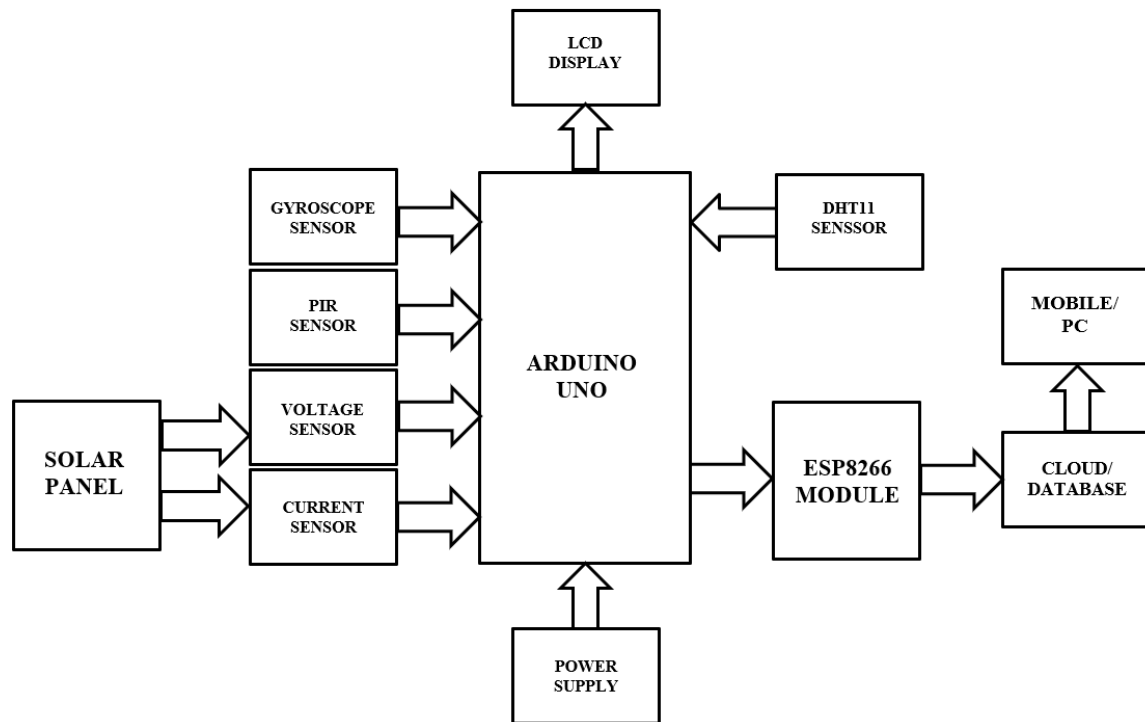 LCD
DISPLAY
GYROSCOPE
SENSOR
DHT11
SENSSOR
PIR
SENSOR
MOBILE/
PC
ARDUINO
UNO
VOLTAGE
SENSOR
SOLAR
PANEL
ESP8266
MODULE
CLOUD/
DATABASE
CURRENT
SENSOR
POWER
SUPPLY